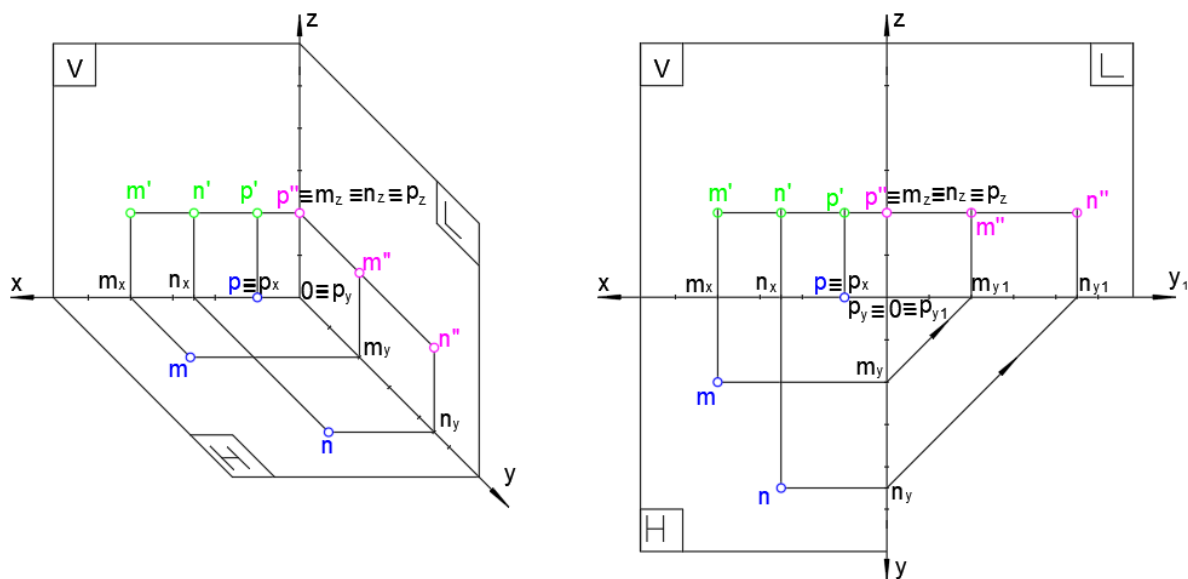 z
V
m' n' p' p"≡mz≡nz≡pz
L
m"
x mx nx p≡px 0≡py
n"
m my
n ny
H
y
z
V L
m' n' p' p"≡mz≡nz≡pz n"
m"
x mx nx p≡px my1 ny1 y1
py≡0≡py1
my
m
n ny
H
y